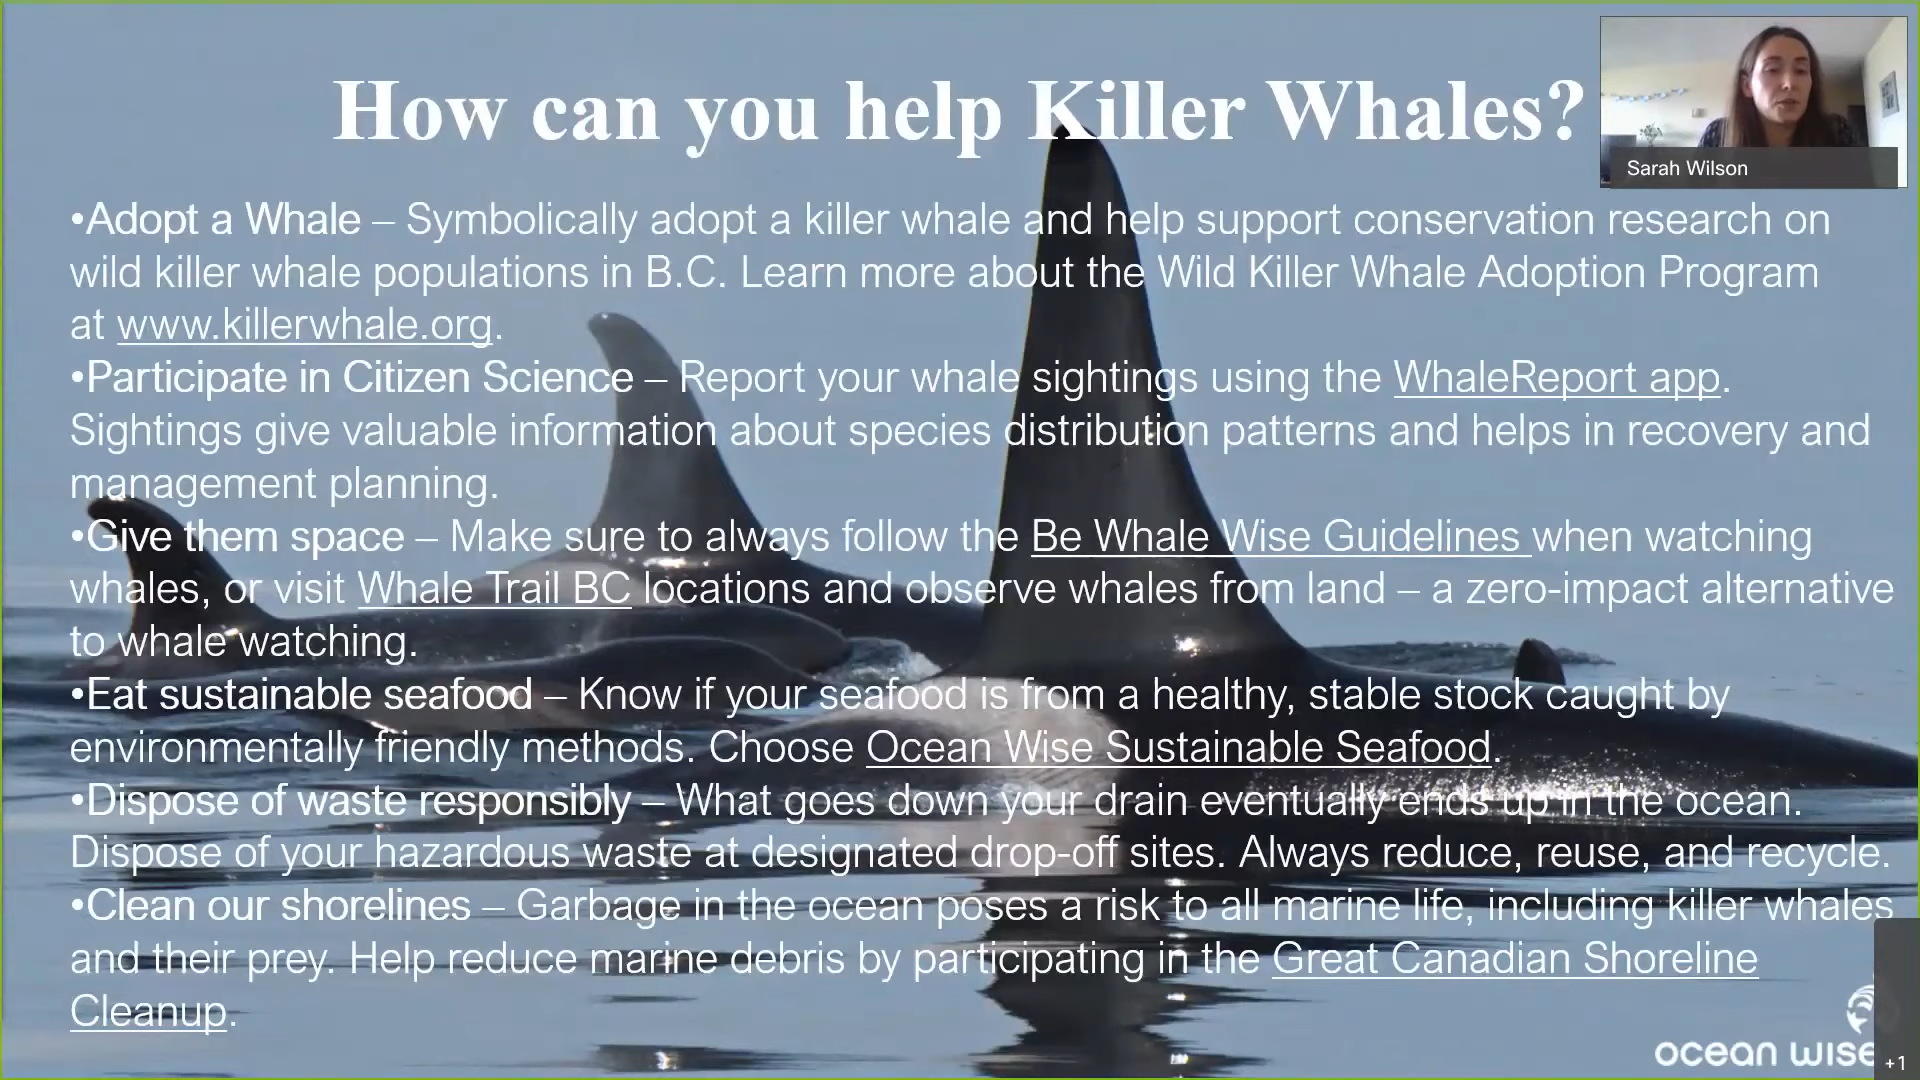 How can you help Killer Whales?
Sarah Wilson
•Adopt a Whale – Symbolically adopt a killer whale and help support conservation research on
wild killer whale populations in B.C. Learn more about the Wild Killer Whale Adoption Program
at www.killerwhale.org.
•Participate in Citizen Science – Report your whale sightings using the WhaleReport app.
Sightings give valuable information about species distribution patterns and helps in recovery and
management planning.
•Give them space – Make sure to always follow the Be Whale Wise Guidelines when watching
whales, or visit Whale Trail BC locations and observe whales from land – a zero-impact alternative
to whale watching.
•Eat sustainable seafood – Know if your seafood is from a healthy, stable stock caught by
environmentally friendly methods. Choose Ocean Wise Sustainable Seafood.
•Dispose of waste responsibly – What goes down your drain eventually ends up in the ocean.
Dispose of your hazardous waste at designated drop-off sites. Always reduce, reuse, and recycle.
•Clean our shorelines – Garbage in the ocean poses a risk to all marine life, including killer whales
and their prey. Help reduce marine debris by participating in the Great Canadian Shoreline
Cleanup.
ocean wise
+1